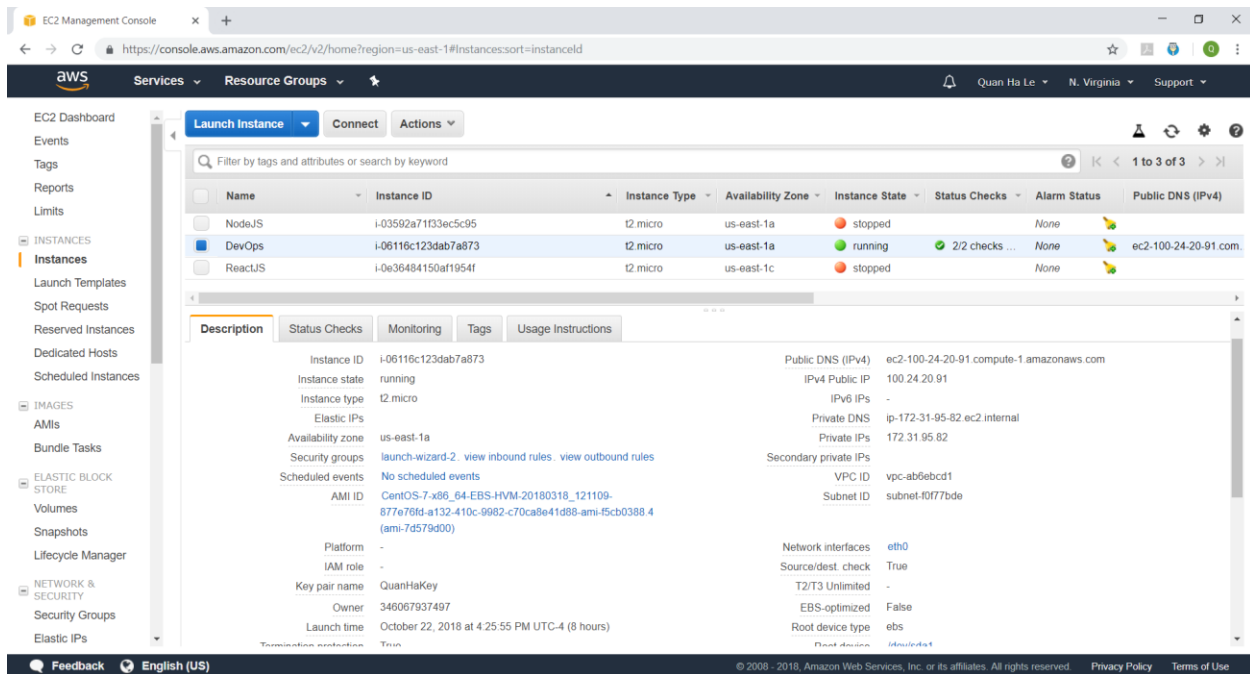 EC2 Management Console
https://console.aws.amazon.com/ec2/v2/home?region=us-east-1#Instances:sort=instanceId
Q
aws Services Resource Groups Quan Ha Le N. Virginia Support
EC2 Dashboard
Events
Tags
Reports
Limits
INSTANCES
Instances
Launch Templates
Spot Requests
Reserved Instances
Dedicated Hosts
Scheduled Instances
IMAGES
AMIs
Bundle Tasks
ELASTIC BLOCK
STORE
Volumes
Snapshots
Lifecycle Manager
NETWORK &
SECURITY
Security Groups
Elastic IPs
Launch Instance Connect Actions
Filter by tags and attributes or search by keyword 1 to 3 of 3
Name Instance ID Instance Type Availability Zone Instance State Status Checks Alarm Status Public DNS (IPv4)
NodeJS i-03592a71f33ec5c95 t2.micro us-east-1a stopped None
DevOps i-06116c123dab7a873 t2.micro us-east-1a running 2/2 checks ... None ec2-100-24-20-91.com.
ReactJS i-0e36484150af1954f t2.micro us-east-1c stopped None
Description Status Checks Monitoring Tags Usage Instructions
Instance ID i-06116c123dab7a873
Instance state running
Instance type t2.micro
Elastic IPs
Availability zone us-east-1a
Security groups launch-wizard-2. view inbound rules. view outbound rules
Scheduled events No scheduled events
AMI ID CentOS-7-x86_64-EBS-HVM-20180318_121109-
877e76fd-a132-410c-9982-c70ca8e41d88-ami-f5cb0388.4
(ami-7d579d00)
Platform -
IAM role -
Key pair name QuanHaKey
Owner 346067937497
Launch time October 22, 2018 at 4:25:55 PM UTC-4 (8 hours)
Termination protection True
Public DNS (IPv4) ec2-100-24-20-91.compute-1.amazonaws.com
IPv4 Public IP 100.24.20.91
IPv6 IPs -
Private DNS ip-172-31-95-82.ec2.internal
Private IPs 172.31.95.82
Secondary private IPs
VPC ID vpc-ab6ebcd1
Subnet ID subnet-f0f77bde
Network interfaces eth0
Source/dest. check True
T2/T3 Unlimited -
EBS-optimized False
Root device type ebs
Root device /dev/sda1
Feedback English (US) © 2008 - 2018, Amazon Web Services, Inc. or its affiliates. All rights reserved. Privacy Policy Terms of Use